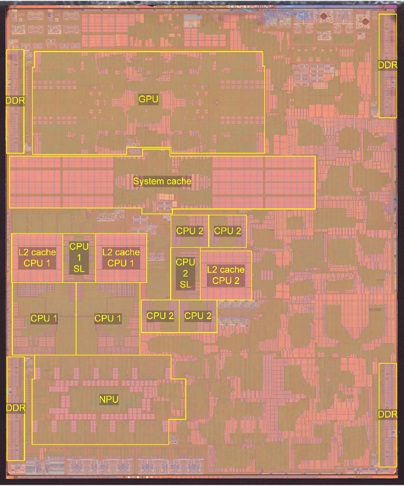 DDR
DDR
GPU
System cache
CPU 2
CPU 2
L2 cache
CPU 1
CPU
1
SL
L2 cache
CPU 1
CPU
2
SL
L2 cache
CPU 2
CPU 1
CPU 1
CPU 2
CPU 2
DDR
NPU
DDR